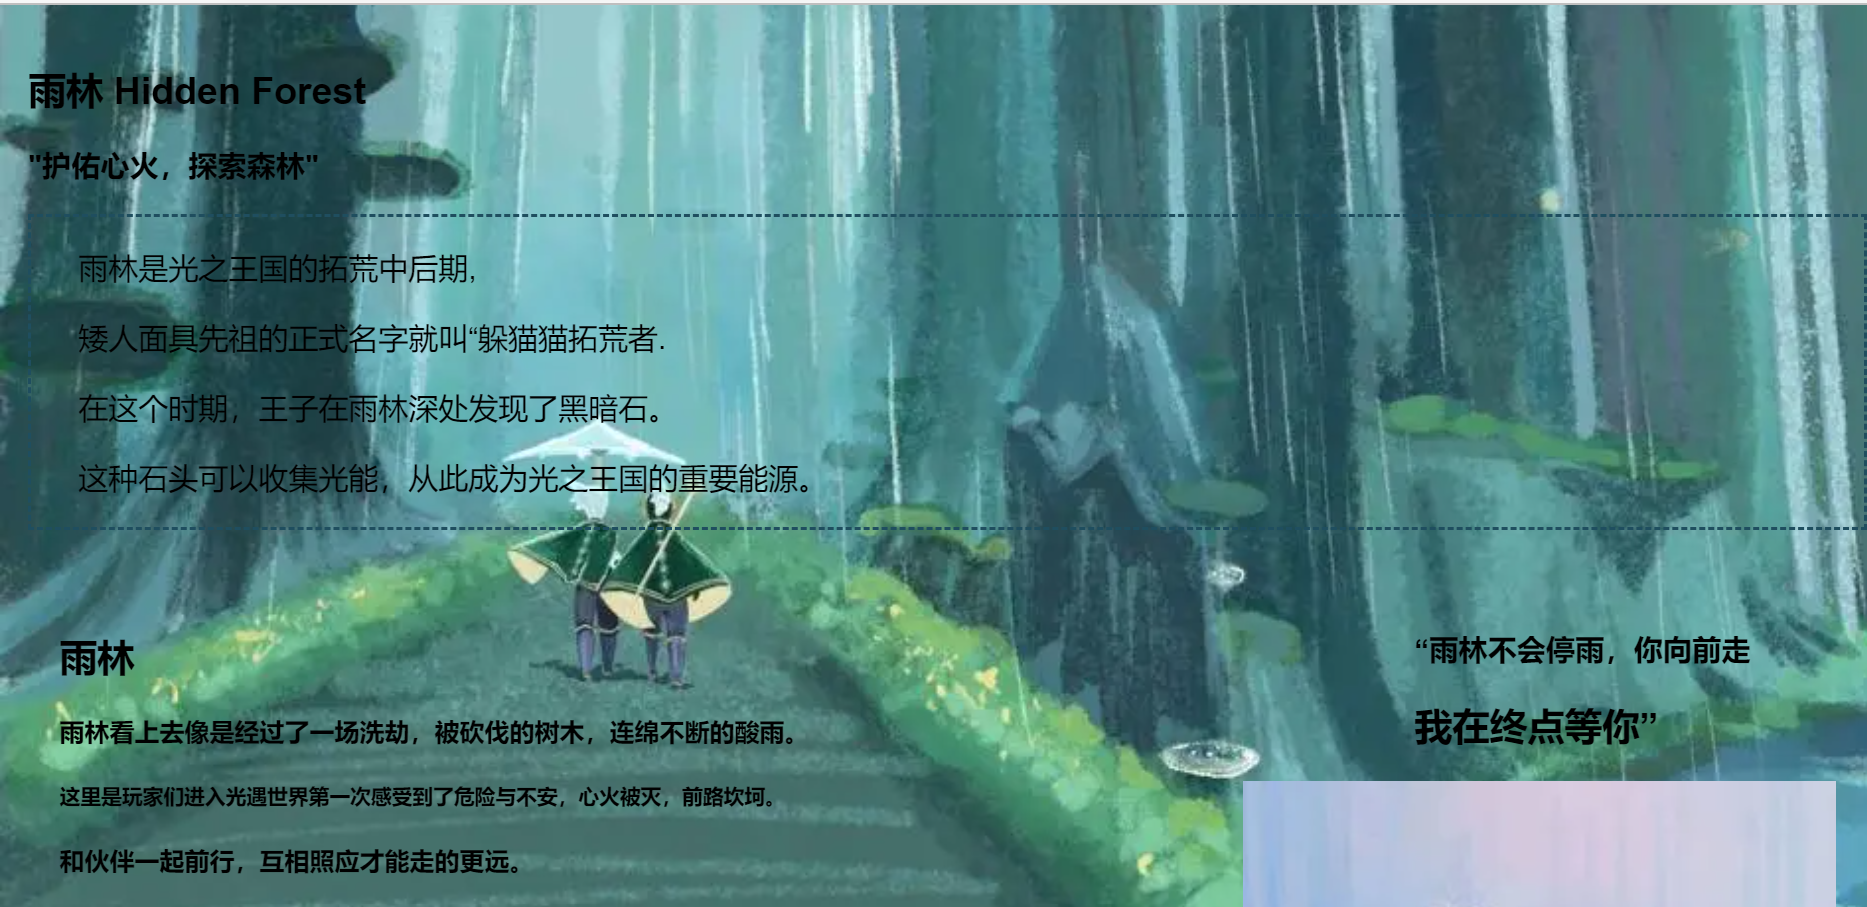 雨林 Hidden Forest
"护佑心火，探索森林"
雨林是光之王国的拓荒中后期,
矮人面具先祖的正式名字就叫“躲猫猫拓荒者.
在这个时期，王子在雨林深处发现了黑暗石。
这种石头可以收集光能，从此成为光之王国的重要能源。
雨林
雨林看上去像是经过了一场洗劫，被砍伐的树木，连绵不断的酸雨。
这里是玩家们进入光遇世界第一次感受到了危险与不安，心火被灭，前路坎坷。
和伙伴一起前行，互相照应才能走的更远。
“雨林不会停雨，你向前走
我在终点等你”